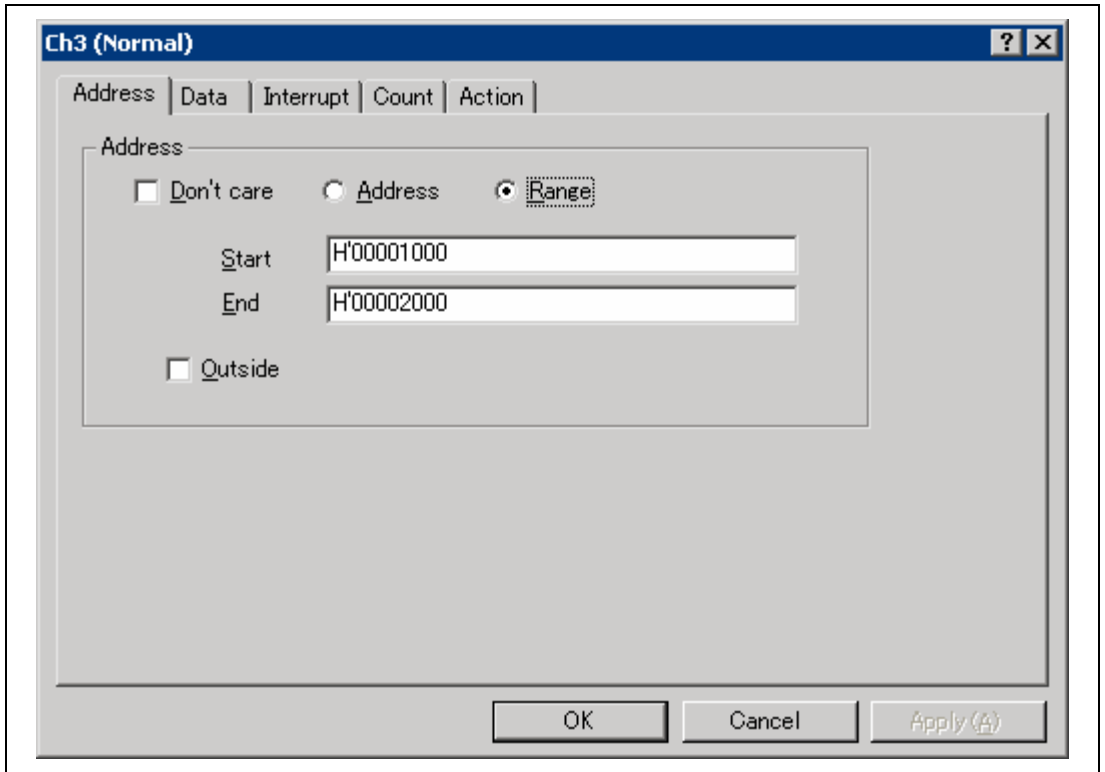 Ch3 (Normal)
Address Data Interrupt Count Action
Address
Don't care Address Range
Start H'00001000
End H'00002000
Outside
OK Cancel Apply(A)